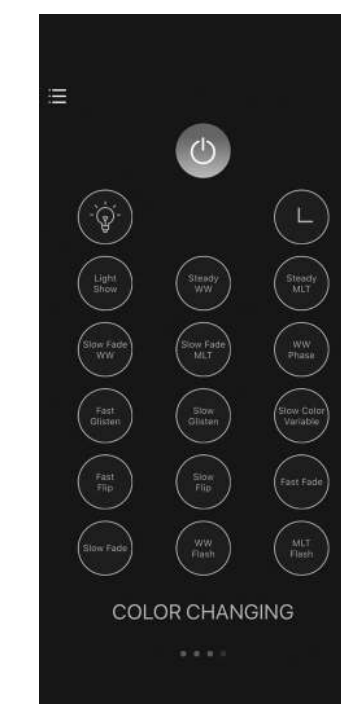 Light
Show
Steady
WW
Steady
MLT
Slow Fade
WW
Slow Fade
MLT
WW
Phase
Fast
Glisten
Slow
Glisten
Slow Color
Variable
Fast
Flip
Slow
Flip
Fast Fade
Slow Fade
WW
Flash
MLT
Flesh
COLOR CHANGING